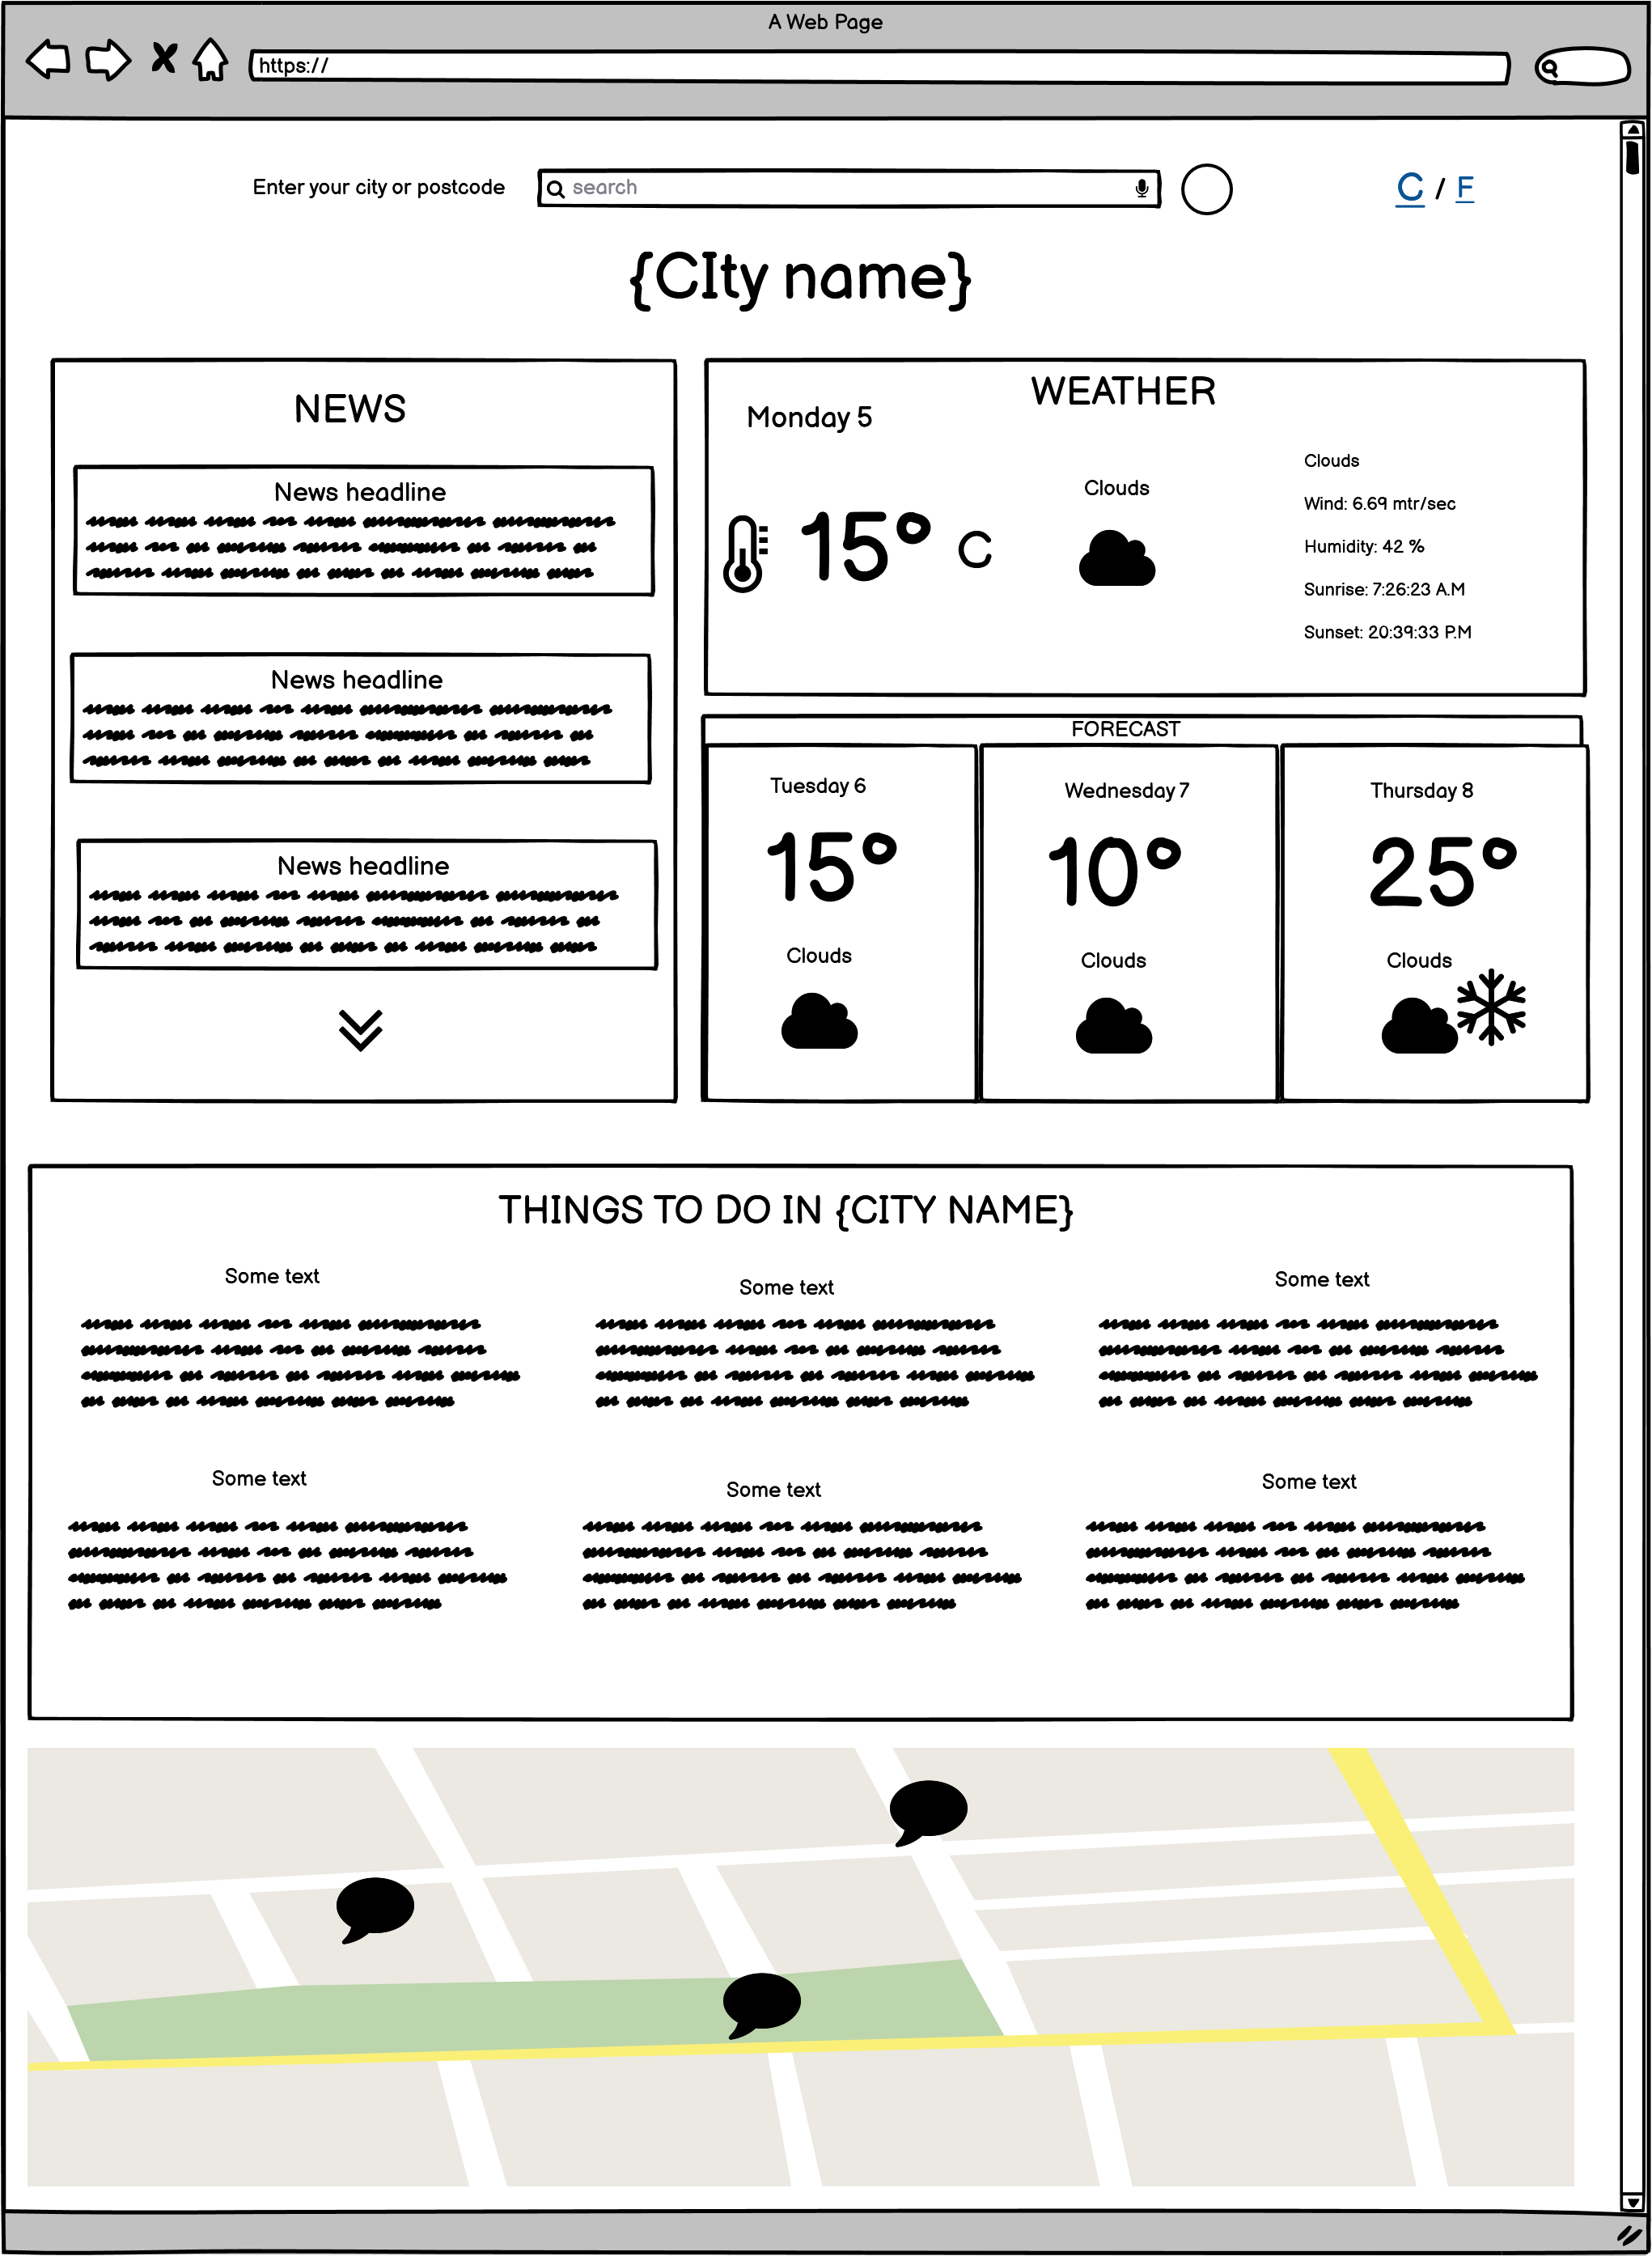 A Web Page
https://
Enter your city or postcode
search
C / F
{CIty name}
NEWS
News headline
News headline
News headline
WEATHER
Monday 5
15° C
Clouds
Clouds
Wind: 6.69 mtr/sec
Humidity: 42 %
Sunrise: 7:26:23 A.M
Sunset: 20:39:33 P.M
FORECAST
Tuesday 6
15°
Clouds
Wednesday 7
10°
Clouds
Thursday 8
25°
Clouds
THINGS TO DO IN {CITY NAME}
Some text
Some text
Some text
Some text
Some text
Some text